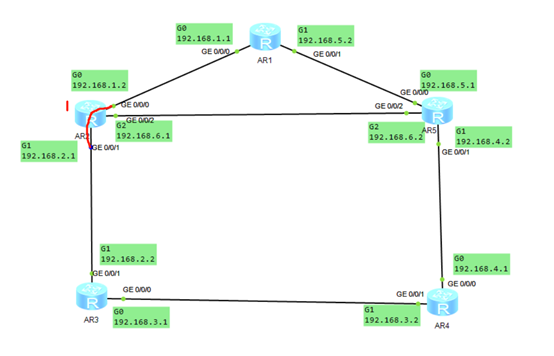 G0
192.168.1.1
GE 0/0/0
G1
192.168.5.2
GE 0/0/1
R
AR1
G0
192.168.1.2
GE 0/0/0
R
AR2
GE 0/0/2
G2
192.168.6.1
G1
192.168.2.1
GE 0/0/1
G0
192.168.5.1
GE 0/0/0
GE 0/0/2
R
AR5
G2
192.168.6.2
G1
192.168.4.2
GE 0/0/1
G1
192.168.2.2
GE 0/0/1
R
AR3
GE 0/0/0
G0
192.168.3.1
G0
192.168.4.1
GE 0/0/0
GE 0/0/1
G1
192.168.3.2
R
AR4